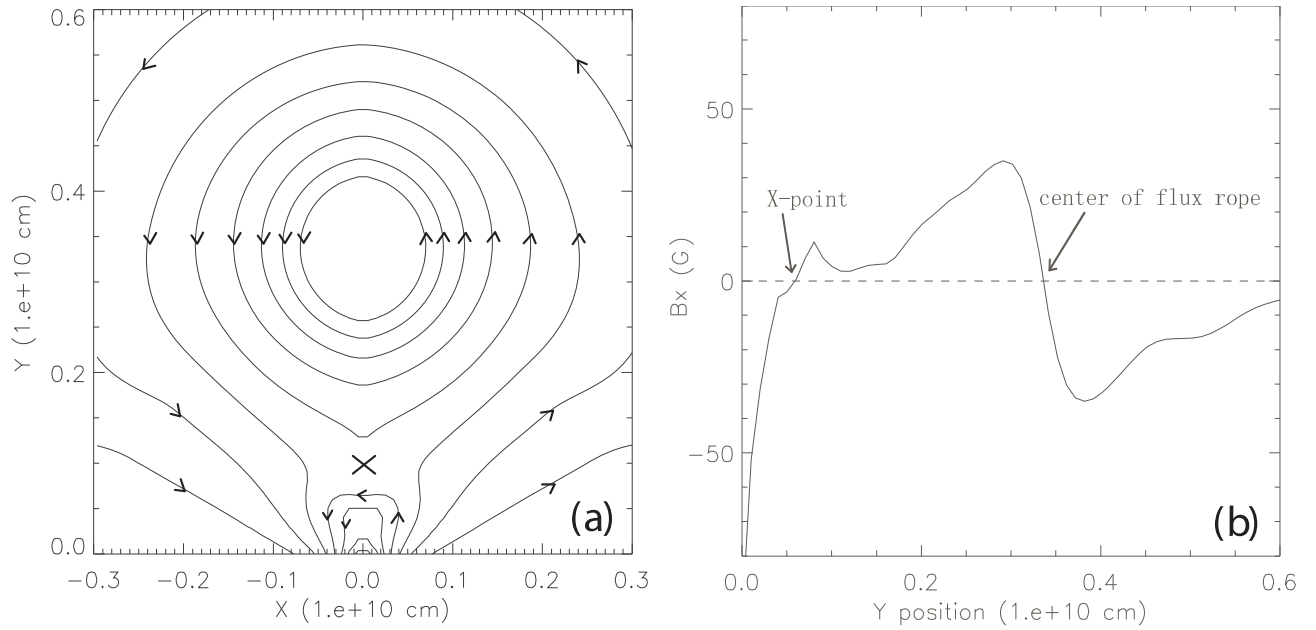 0.6
0.4
0.2
0.0
Y (1.e+10 cm)
−0.3
−0.2
−0.1
0.0
0.1
0.2
0.3
X (1.e+10 cm)
(a)
50
0
−50
Bx (G)
X−point
center of flux rope
(b)
0.0
0.2
0.4
0.6
Y position (1.e+10 cm)